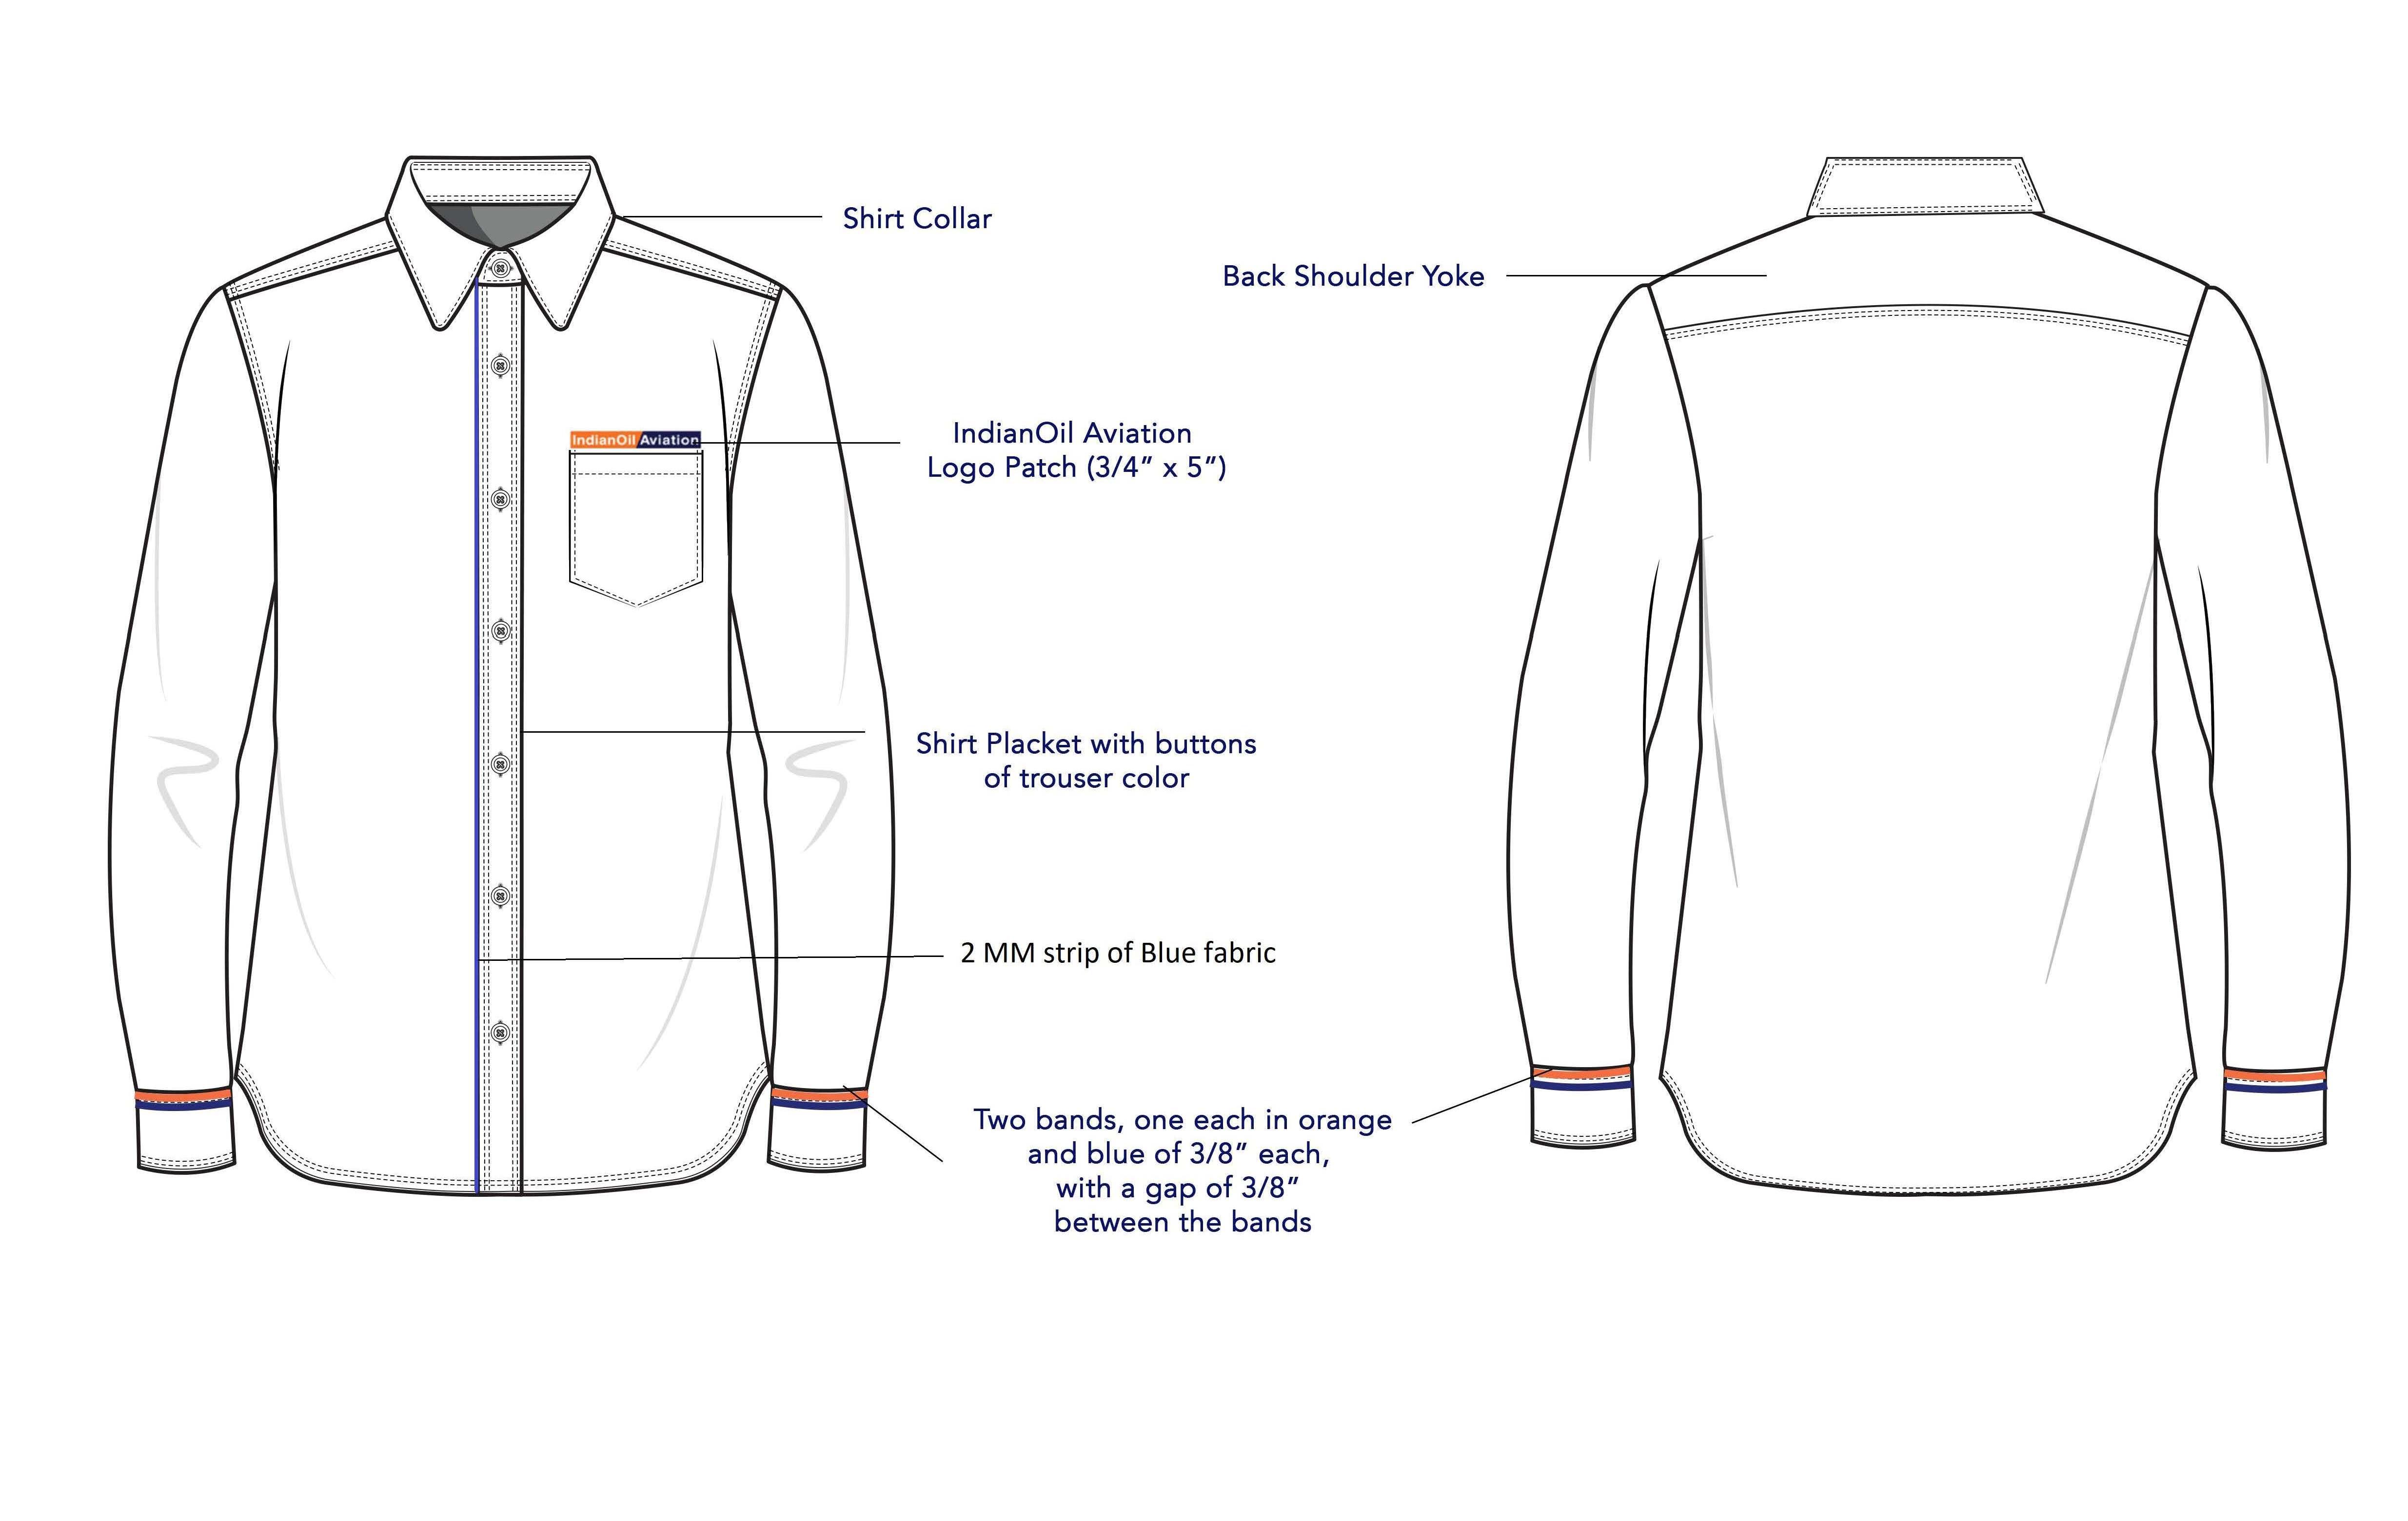 Shirt Collar
Back Shoulder Yoke
IndianOil Aviation
IndianOil Aviation
Logo Patch (3/4” x 5”)
Shirt Placket with buttons
of trouser color
2 MM strip of Blue fabric
Two bands, one each in orange
and blue of 3/8” each,
with a gap of 3/8”
between the bands